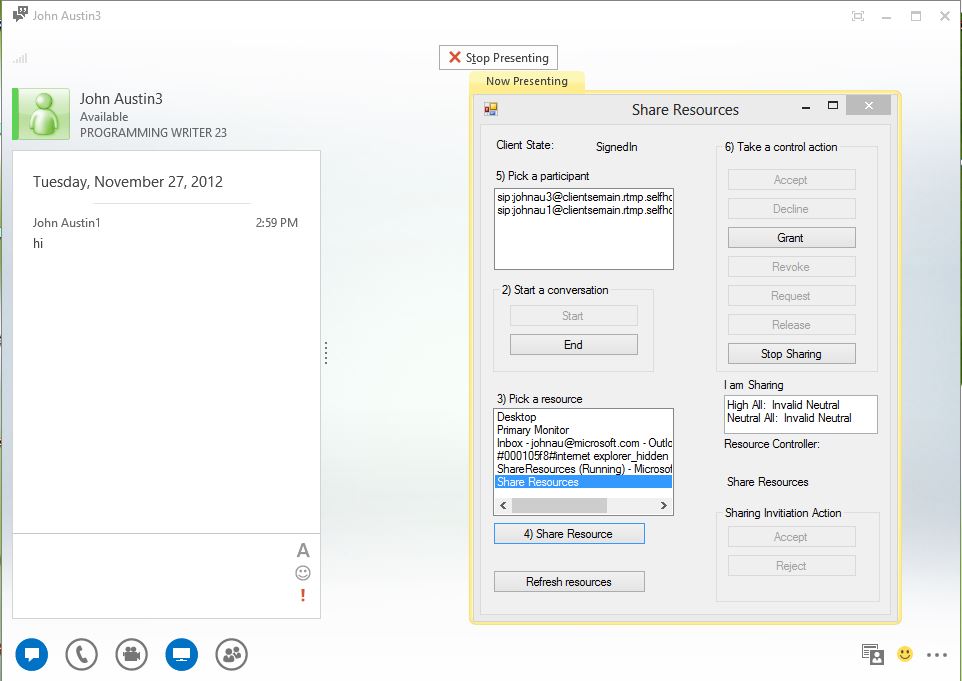 John Austin3
Stop Presenting
Now Presenting
John Austin3
Available
PROGRAMMING WRITER 23
Tuesday, November 27, 2012
John Austin1 2:59 PM
hi
A
!
Share Resources
Client State: SignedIn
5) Pick a participant
sip:johnau3@clientsemain.rtmp.selfhc
sip:johnau1@clientsemain.rtmp.selfhc
2) Start a conversation
Start
End
3) Pick a resource
Desktop
Primary Monitor
Inbox - johnau@microsoft.com - Outlo
#000105f8#internet explorer_hidden
ShareResources (Running) - Microsof
Share Resources
4) Share Resource
Refresh resources
6) Take a control action
Accept
Decline
Grant
Revoke
Request
Release
Stop Sharing
I am Sharing
High All: Invalid Neutral
Neutral All: Invalid Neutral
Resource Controller:
Share Resources
Sharing Invitiation Action
Accept
Reject